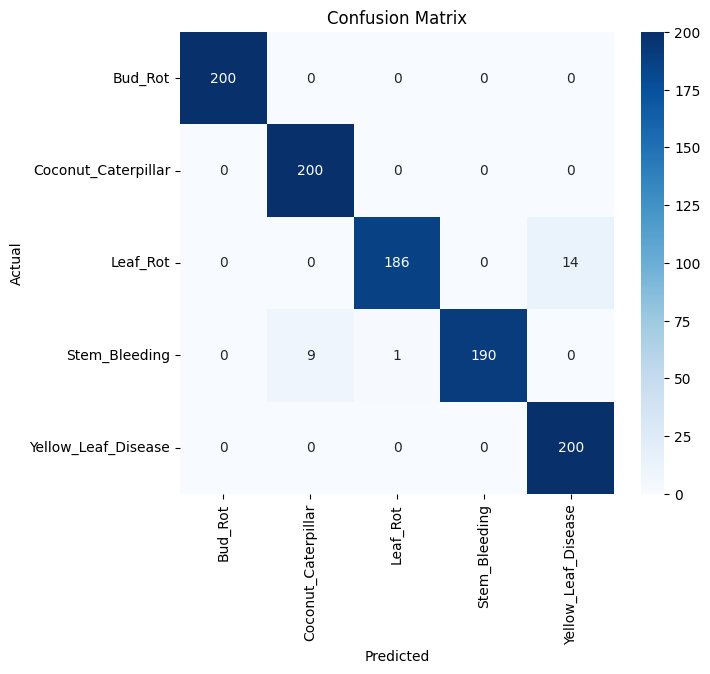 Confusion Matrix
Actual
Bud_Rot 200 0 0 0 0
Coconut_Caterpillar 0 200 0 0 0
Leaf_Rot 0 0 186 0 14
Stem_Bleeding 0 9 1 190 0
Yellow_Leaf_Disease 0 0 0 0 200
Bud_Rot
Coconut_Caterpillar
Leaf_Rot
Stem_Bleeding
Yellow_Leaf_Disease
Predicted
200
175
150
125
100
75
50
25
0